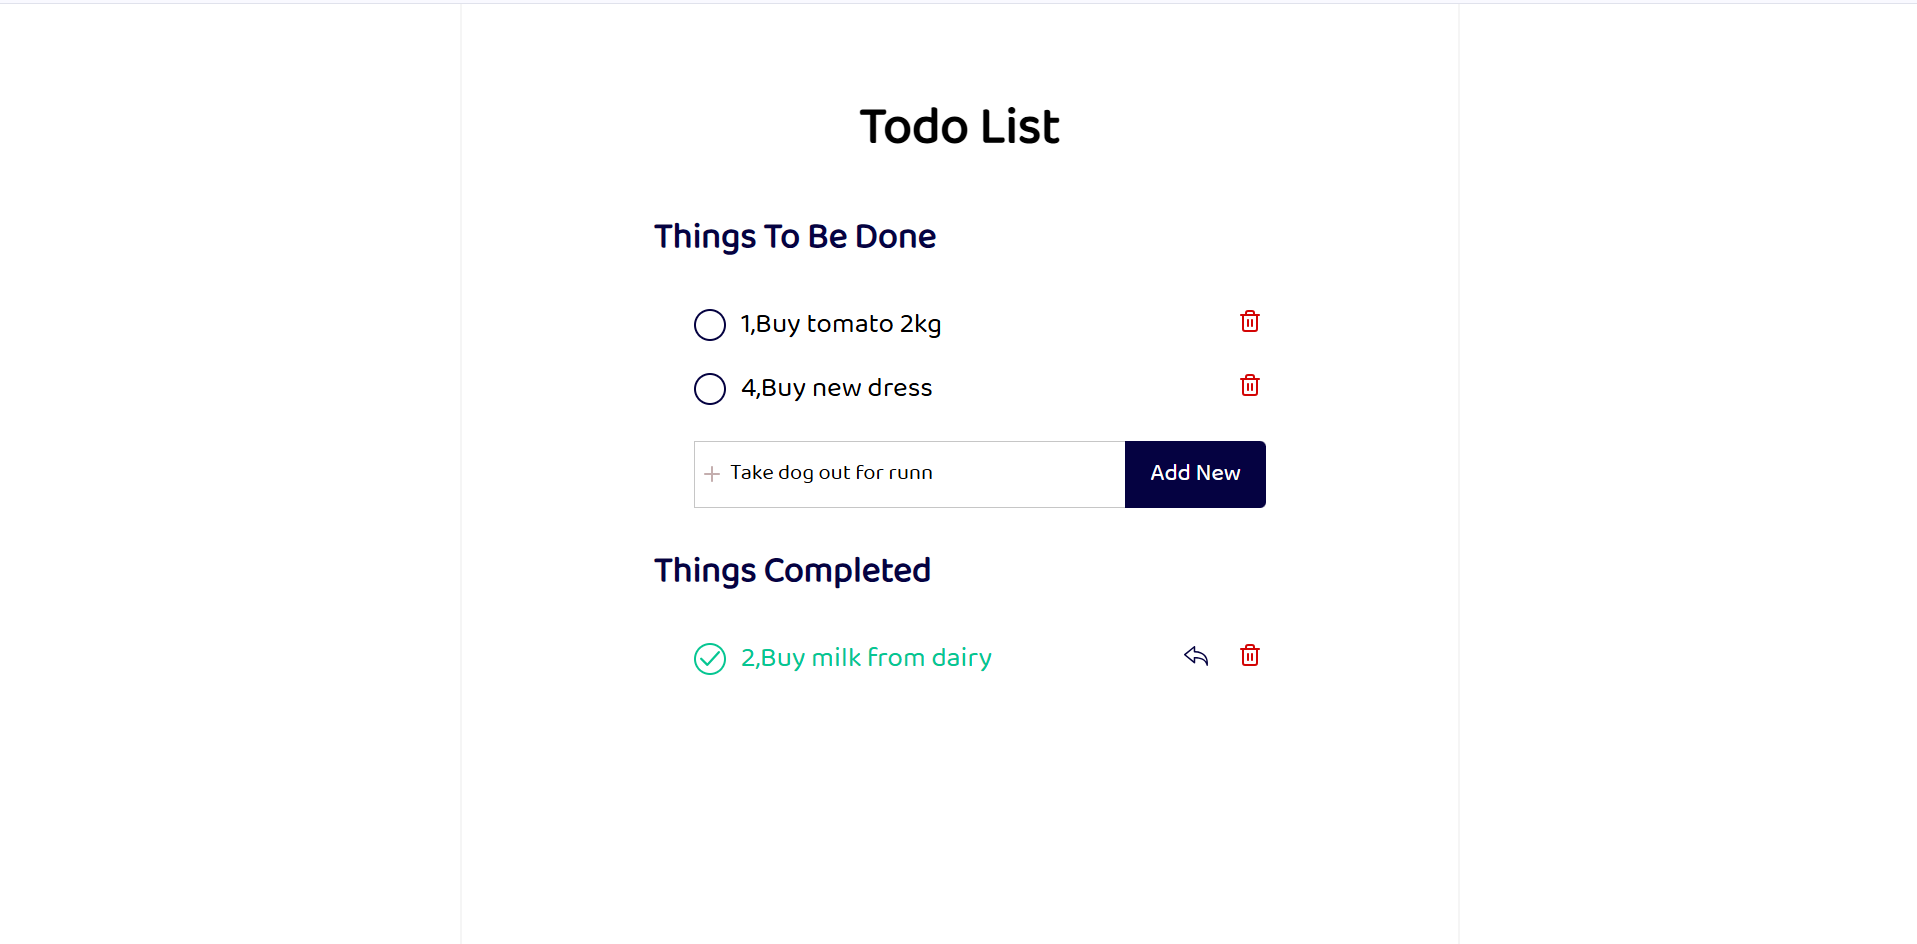 Todo List
Things To Be Done
1,Buy tomato 2kg
4,Buy new dress
Take dog out for runn
Add New
Things Completed
2,Buy milk from dairy